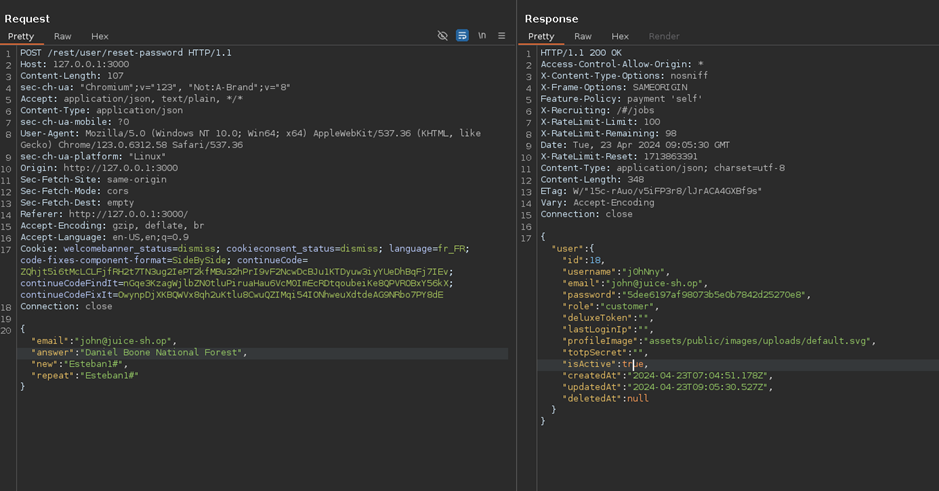 Request
Pretty Raw Hex
\n
1 POST /rest/user/reset-password HTTP/1.1
2 Host: 127.0.0.1:3000
3 Content-Length: 107
4 sec-ch-ua: "Chromium";v="123", "Not:A-Brand";v="8"
5 Accept: application/json, text/plain, */*
6 Content-Type: application/json
7 sec-ch-ua-mobile: ?0
8 User-Agent: Mozilla/5.0 (Windows NT 10.0; Win64; x64) AppleWebKit/537.36 (KHTML, like
Gecko) Chrome/123.0.6312.58 Safari/537.36
9 sec-ch-ua-platform: "Linux"
10 Origin: http://127.0.0.1:3000
11 Sec-Fetch-Site: same-origin
12 Sec-Fetch-Mode: cors
13 Sec-Fetch-Dest: empty
14 Referer: http://127.0.0.1:3000/
15 Accept-Encoding: gzip, deflate, br
16 Accept-Language: en-US,en;q=0.9
17 Cookie: welcomebanner_status=dismiss; cookieconsent_status=dismiss; language=fr_FR;
code-fixes-component-format=SideBySide; continueCode=
continueCodeFindIt=
continueCodeFixIt=
18 Connection: close
19
20 {
"email":"john@juice-sh.op",
"answer":"Daniel Boone National Forest",
"new":"Esteban1#",
"repeat":"Esteban1#"
}
Response
Pretty Raw Hex Render
\n
1 HTTP/1.1 200 OK
2 Access-Control-Allow-Origin: *
3 X-Content-Type-Options: nosniff
4 X-Frame-Options: SAMEORIGIN
5 Feature-Policy: payment 'self'
6 X-Recruiting: /#/jobs
7 X-RateLimit-Limit: 100
8 X-RateLimit-Remaining: 98
9 Date: Tue, 23 Apr 2024 09:05:30 GMT
10 X-RateLimit-Reset: 1713863391
11 Content-Type: application/json; charset=utf-8
12 Content-Length: 348
13 ETag:
14 Vary: Accept-Encoding
15 Connection: close
16
17 {
"user":{
"id":18,
"username":"j0hNny",
"email":"john@juice-sh.op",
"password":"5dee6197af98073b5e0b7842d25270e8",
"role":"customer",
"deluxeToken":"",
"lastLoginIp":"",
"profileImage":"assets/public/images/uploads/default.svg",
"totpSecret":"",
"isActive":true,
"createdAt":"2024-04-23T07:04:51.178Z",
"updatedAt":"2024-04-23T09:05:30.527Z",
"deletedAt":null
}
}